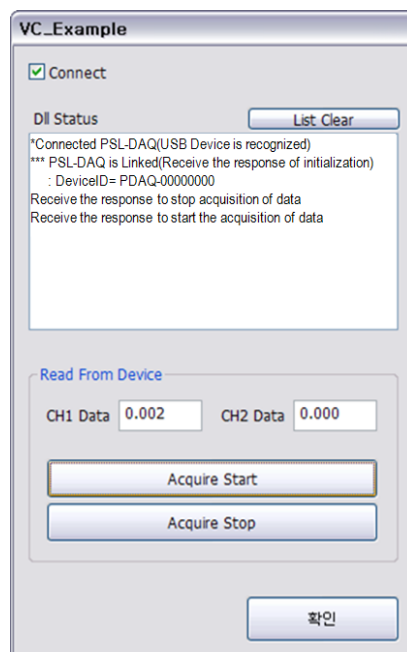 VC_Example
Connect
Dll Status
List Clear
*Connected PSL-DAQ(USB Device is recognized)
*** PSL-DAQ is Linked(Receive the response of initialization)
: DeviceID= PDAQ-00000000
Receive the response to stop acquisition of data
Receive the response to start the acquisition of data
Read From Device
CH1 Data 0.002 CH2 Data 0.000
Acquire Start
Acquire Stop
확인